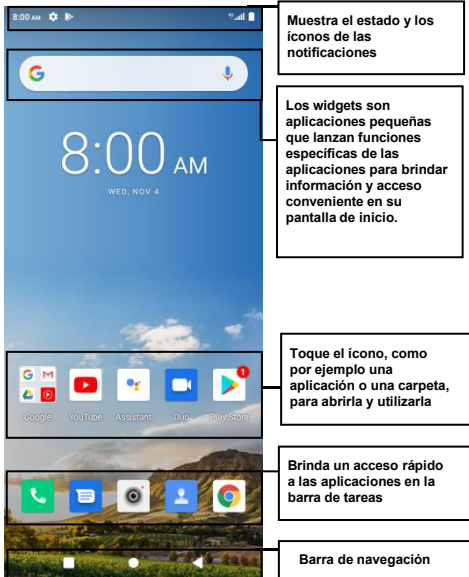 8:00 AM
Muestra el estado y los
íconos de las
notificaciones
G
Los widgets son
aplicaciones pequeñas
que lanzan funciones
específicas de las
aplicaciones para brindar
información y acceso
conveniente en su
pantalla de inicio.
8:00 AM
WED, NOV 4
Toque el ícono, como
por ejemplo una
aplicación o una carpeta,
para abrirla y utilizarla
G M
1
Google YouTube Assistant Duo Play Store
Brinda un acceso rápido
a las aplicaciones en la
barra de tareas
Barra de navegación